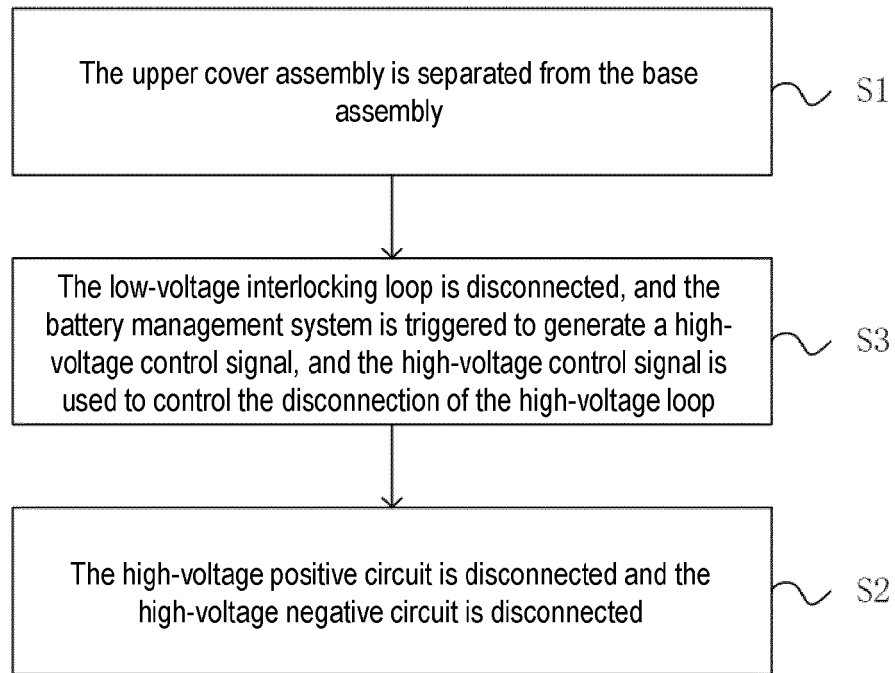 The upper cover assembly is separated from the base
assembly
S1
The low-voltage interlocking loop is disconnected, and the
battery management system is triggered to generate a high-
voltage control signal, and the high-voltage control signal is
used to control the disconnection of the high-voltage loop
S3
The high-voltage positive circuit is disconnected and the
high-voltage negative circuit is disconnected
S2